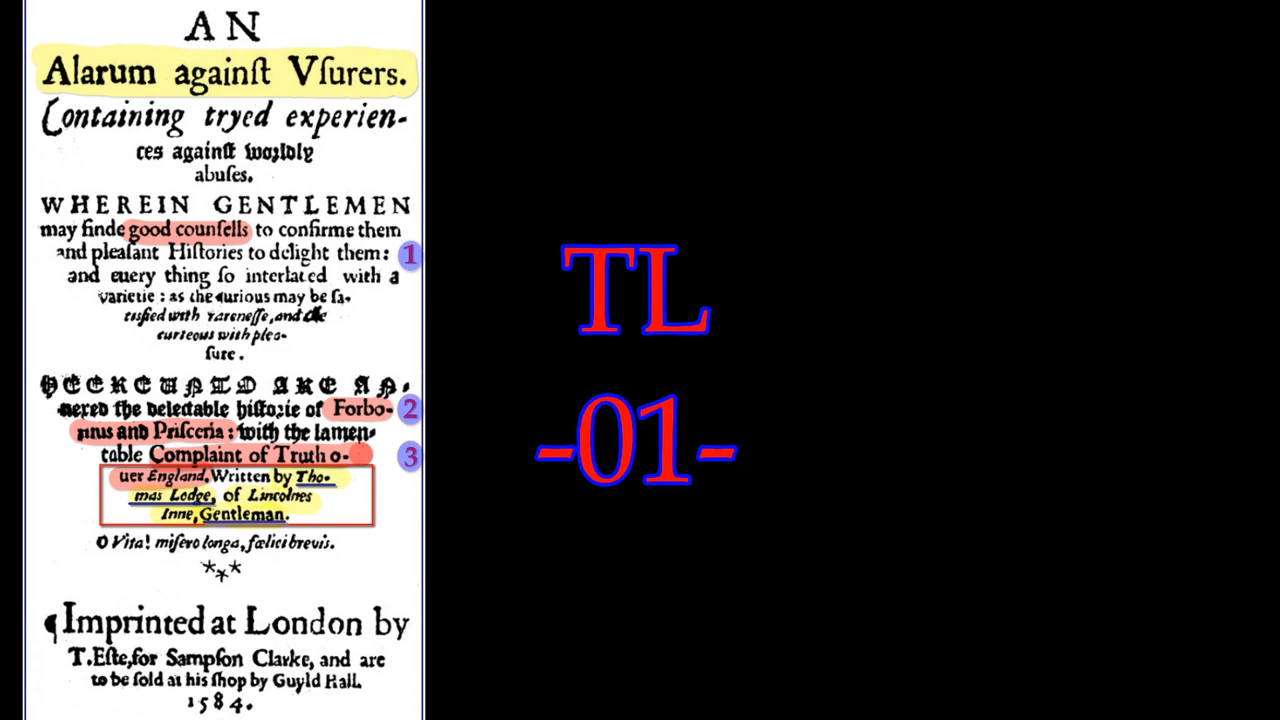 AN
Alarum againſt Vſurers.
Containing tryed experien-
ces againſt worldly
abuſes.
WHEREIN GENTLEMEN
may finde good counſells to confirme them
and pleaſant Hiſtories to delight them: 1
and euery thing ſo interlaced with a
varietie: as the curious may be ſa-
tisfied with rareneſſe, and the
curteous with plea-
ſure.
HEEREUNTO ARE AN-
nered the delectable hiſtorie of Forbo- 2
nius and Priſceria: with the lamen-
table Complaint of Truth o- 3
uer England. Written by Tho-
mas Lodge, of Lincolnes
Inne, Gentleman.
O Vita! miſero longa, fœlici brevis.
***
¶Imprinted at London by
T. Eſte, for Sampſon Clarke, and are
to be ſold at his ſhop by Guyld Hall.
1584.
TL
-01-